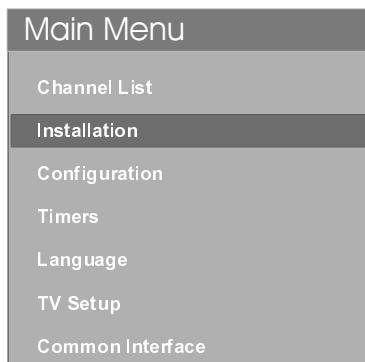 Main Menu
Channel List
Installation
Configuration
Timers
Language
TV Setup
Common Interface